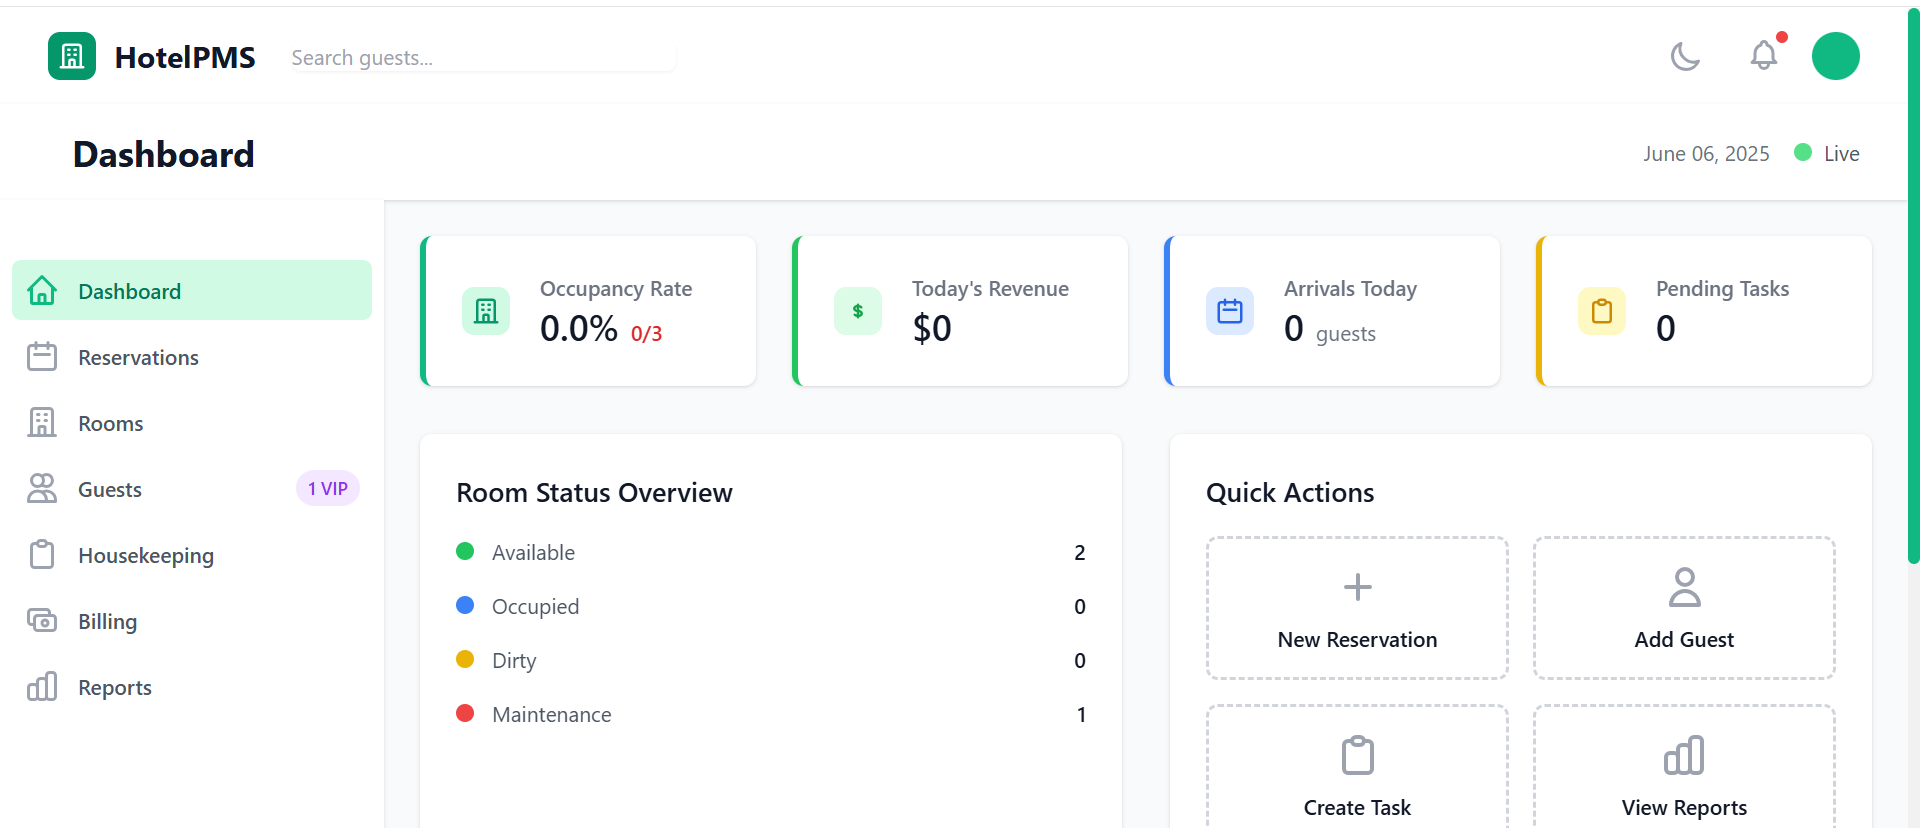 HotelPMS
Search guests...
Dashboard
June 06, 2025
Live
Dashboard
Reservations
Rooms
Guests
1 VIP
Housekeeping
Billing
Reports
Occupancy Rate
0.0% 0/3
Today's Revenue
$0
Arrivals Today
0 guests
Pending Tasks
0
Room Status Overview
Available 2
Occupied 0
Dirty 0
Maintenance 1
Quick Actions
New Reservation
Add Guest
Create Task
View Reports